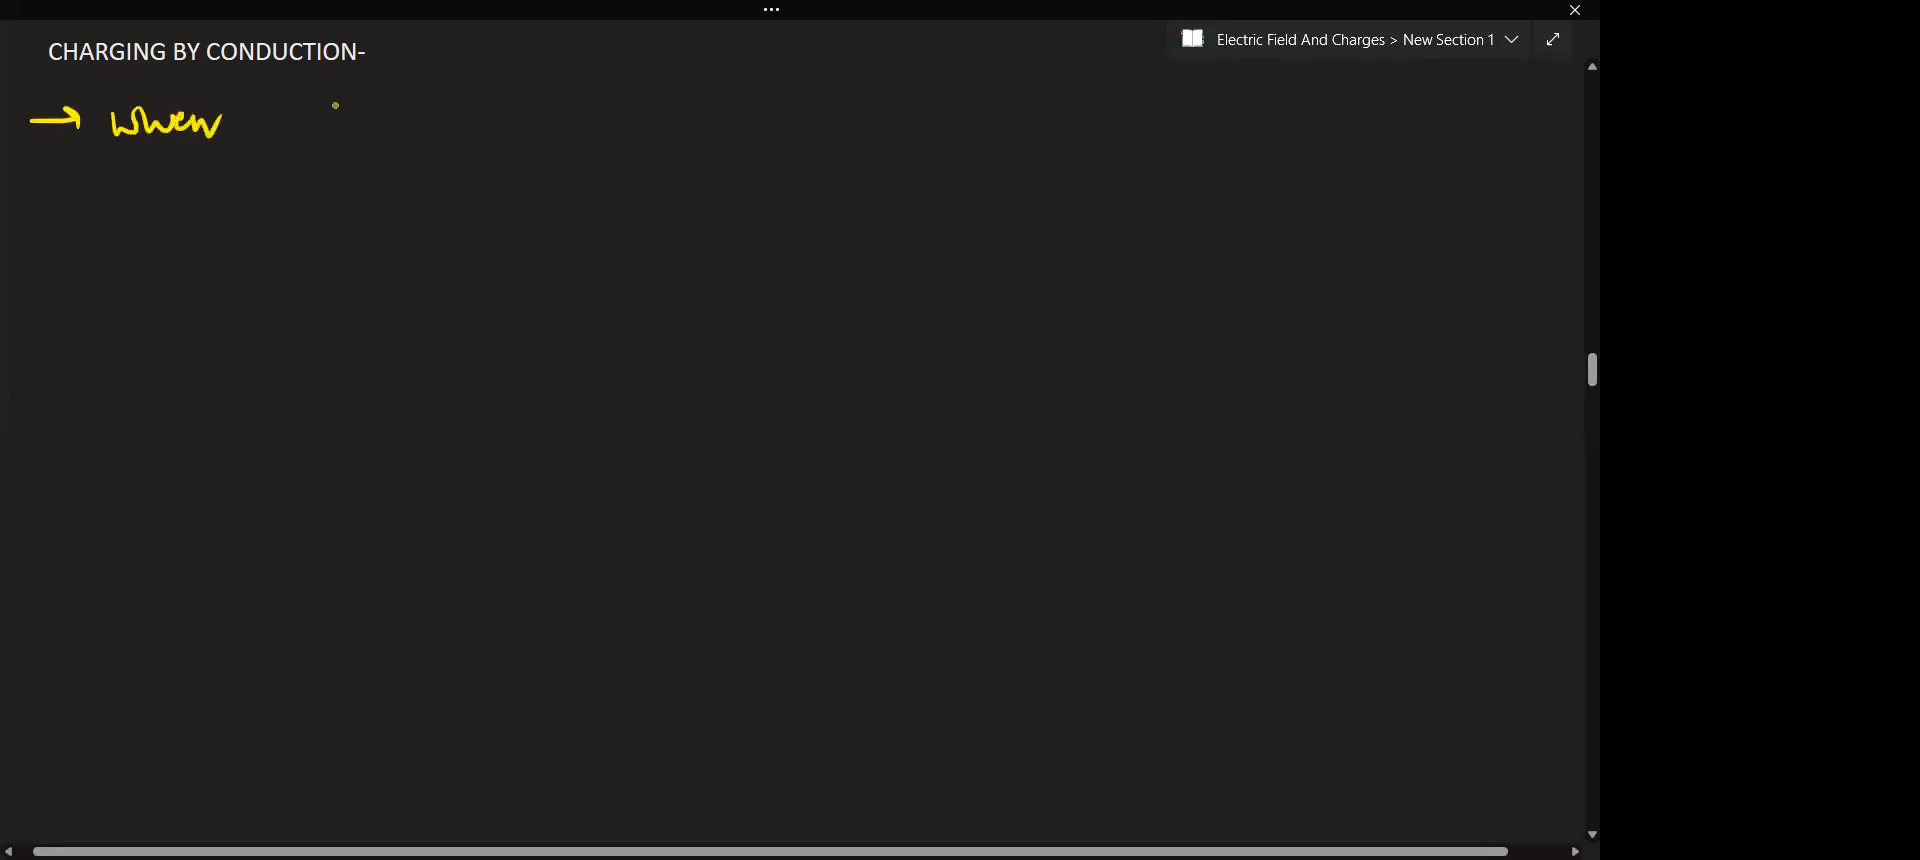 CHARGING BY CONDUCTION-
Electric Field And Charges > New Section 1
→ when